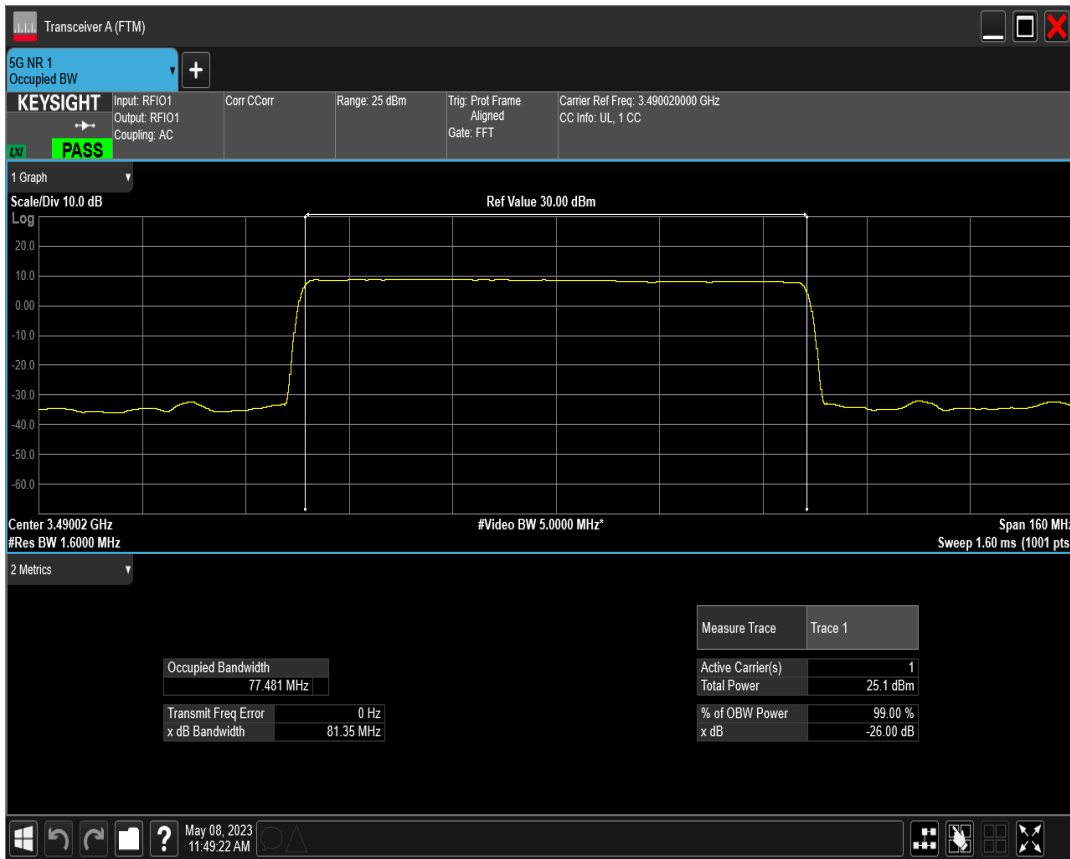 Transceiver A (FTM)
5G NR 1
Occupied BW
+
KEYSIGHT
LXI
PASS
Input: RFIO1
Output: RFIO1
Coupling: AC
Corr CCorr
Range: 25 dBm
Trig: Prot Frame
Aligned
Gate: FFT
Carrier Ref Freq: 3.490020000 GHz
CC Info: UL, 1 CC
1 Graph
Scale/Div 10.0 dB
Ref Value 30.00 dBm
Log
20.0
10.0
0.00
-10.0
-20.0
-30.0
-40.0
-50.0
-60.0
Center 3.49002 GHz
#Video BW 5.0000 MHz*
Span 160 MHz
#Res BW 1.6000 MHz
Sweep 1.60 ms (1001 pts
2 Metrics
Measure Trace
Trace 1
Occupied Bandwidth
77.481 MHz
Active Carrier(s)
1
Total Power
25.1 dBm
Transmit Freq Error
0 Hz
x dB Bandwidth
81.35 MHz
% of OBW Power
99.00 %
x dB
-26.00 dB
?
May 08, 2023
11:49:22 AM